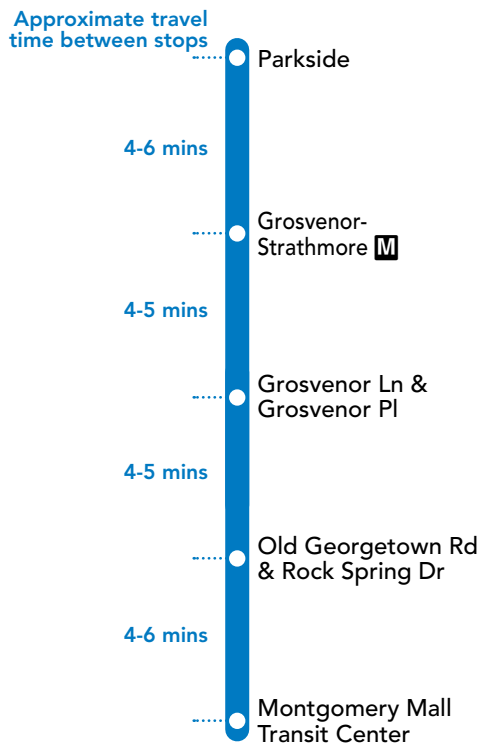 Approximate travel
time between stops
Parkside
4-6 mins
Grosvenor-
Strathmore M
4-5 mins
Grosvenor Ln &
Grosvenor Pl
4-5 mins
Old Georgetown Rd
& Rock Spring Dr
4-6 mins
Montgomery Mall
Transit Center